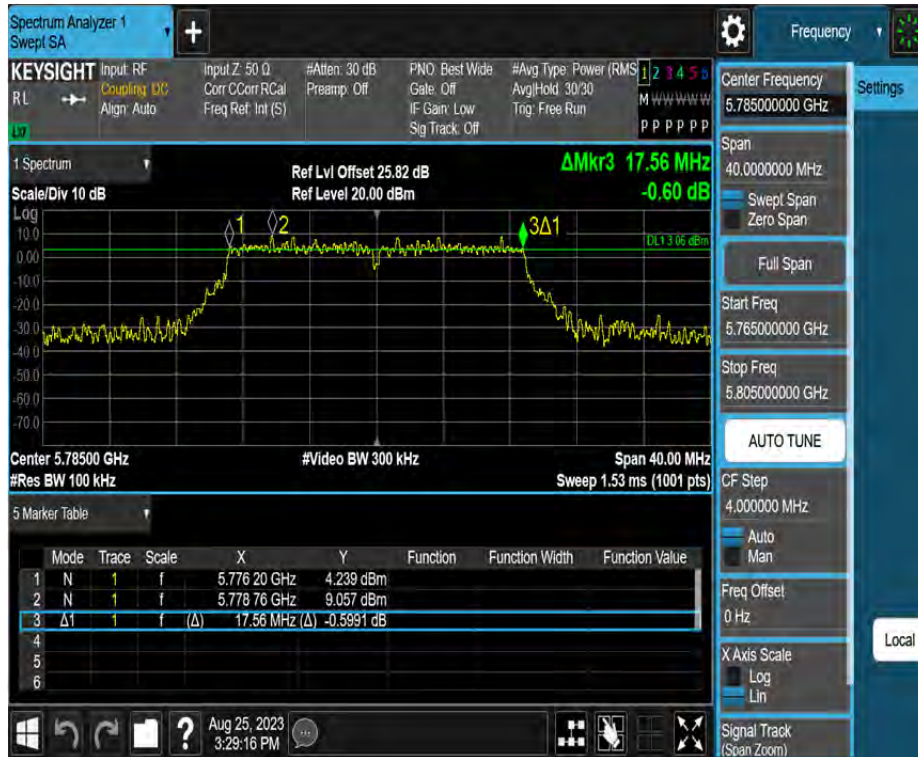 Spectrum Analyzer 1
Swept SA
Frequency
KEYSIGHT
RL
Input: RF
Coupling: DC
Align: Auto
Input Z: 50 Ω
Corr CCorr RCal
Freq Ref: Int (S)
#Atten: 30 dB
Preamp: Off
PNO: Best Wide
Gate: Off
IF Gain: Low
Sig Track: Off
#Avg Type: Power (RMS
Avg|Hold: 30/30
Trig: Free Run
1 2 3 4 5 6
M W W W W W
P P P P P P
1 Spectrum
Scale/Div 10 dB
Ref Lvl Offset 25.82 dB
Ref Level 20.00 dBm
ΔMkr3 17.56 MHz
-0.60 dB
Log
10.0
0.00
-10.0
-20.0
-30.0
-40.0
-50.0
-60.0
-70.0
1
2
3Δ1
DL1 3.06 dBm
Center 5.78500 GHz
#Res BW 100 kHz
#Video BW 300 kHz
Span 40.00 MHz
Sweep 1.53 ms (1001 pts)
5 Marker Table
Mode Trace Scale X Y Function Function Width Function Value
1 N 1 f 5.776 20 GHz 4.239 dBm
2 N 1 f 5.778 76 GHz 9.057 dBm
3 Δ1 1 f (Δ) 17.56 MHz (Δ) -0.5991 dB
4
5
6
Aug 25, 2023
3:29:16 PM
Center Frequency
5.785000000 GHz
Settings
Span
40.0000000 MHz
Swept Span
Zero Span
Full Span
Start Freq
5.765000000 GHz
Stop Freq
5.805000000 GHz
AUTO TUNE
CF Step
4.000000 MHz
Auto
Man
Freq Offset
0 Hz
X Axis Scale
Log
Lin
Local
Signal Track
(Span Zoom)